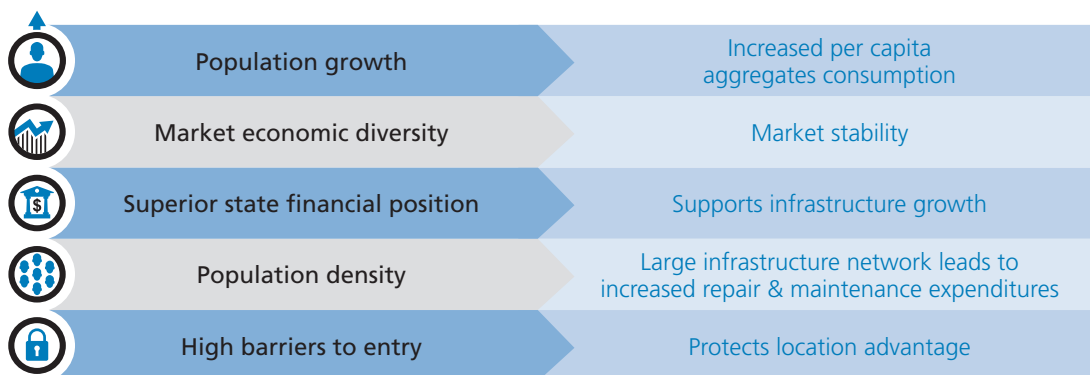 Population growth
Increased per capita
aggregates consumption
Market economic diversity
Market stability
$
Superior state financial position
Supports infrastructure growth
Population density
Large infrastructure network leads to
increased repair & maintenance expenditures
High barriers to entry
Protects location advantage